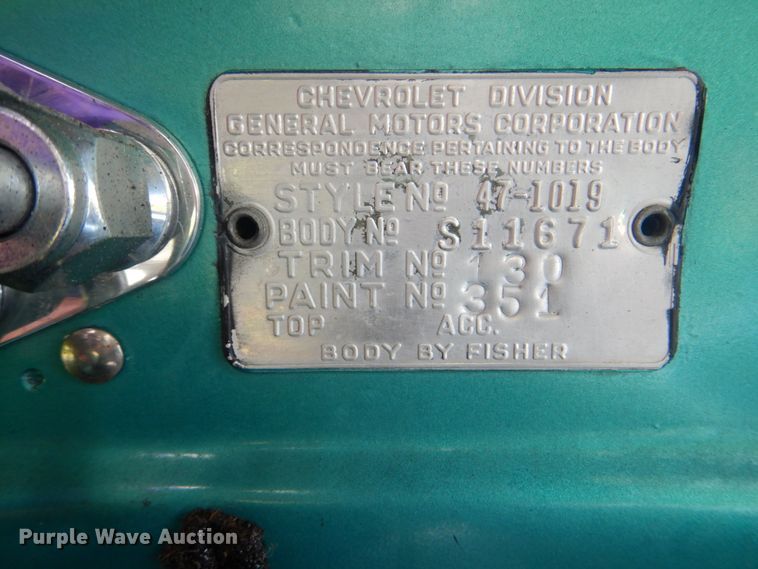 CHEVROLET DIVISION
GENERAL MOTORS CORPORATION
CORRESPONDENCE PERTAINING TO THE BODY
MUST BEAR THESE NUMBERS
STYLE NO 47-1019
BODY NO S11671
TRIM NO 130
PAINT NO 351
TOP ACC.
BODY BY FISHER
Purple Wave Auction